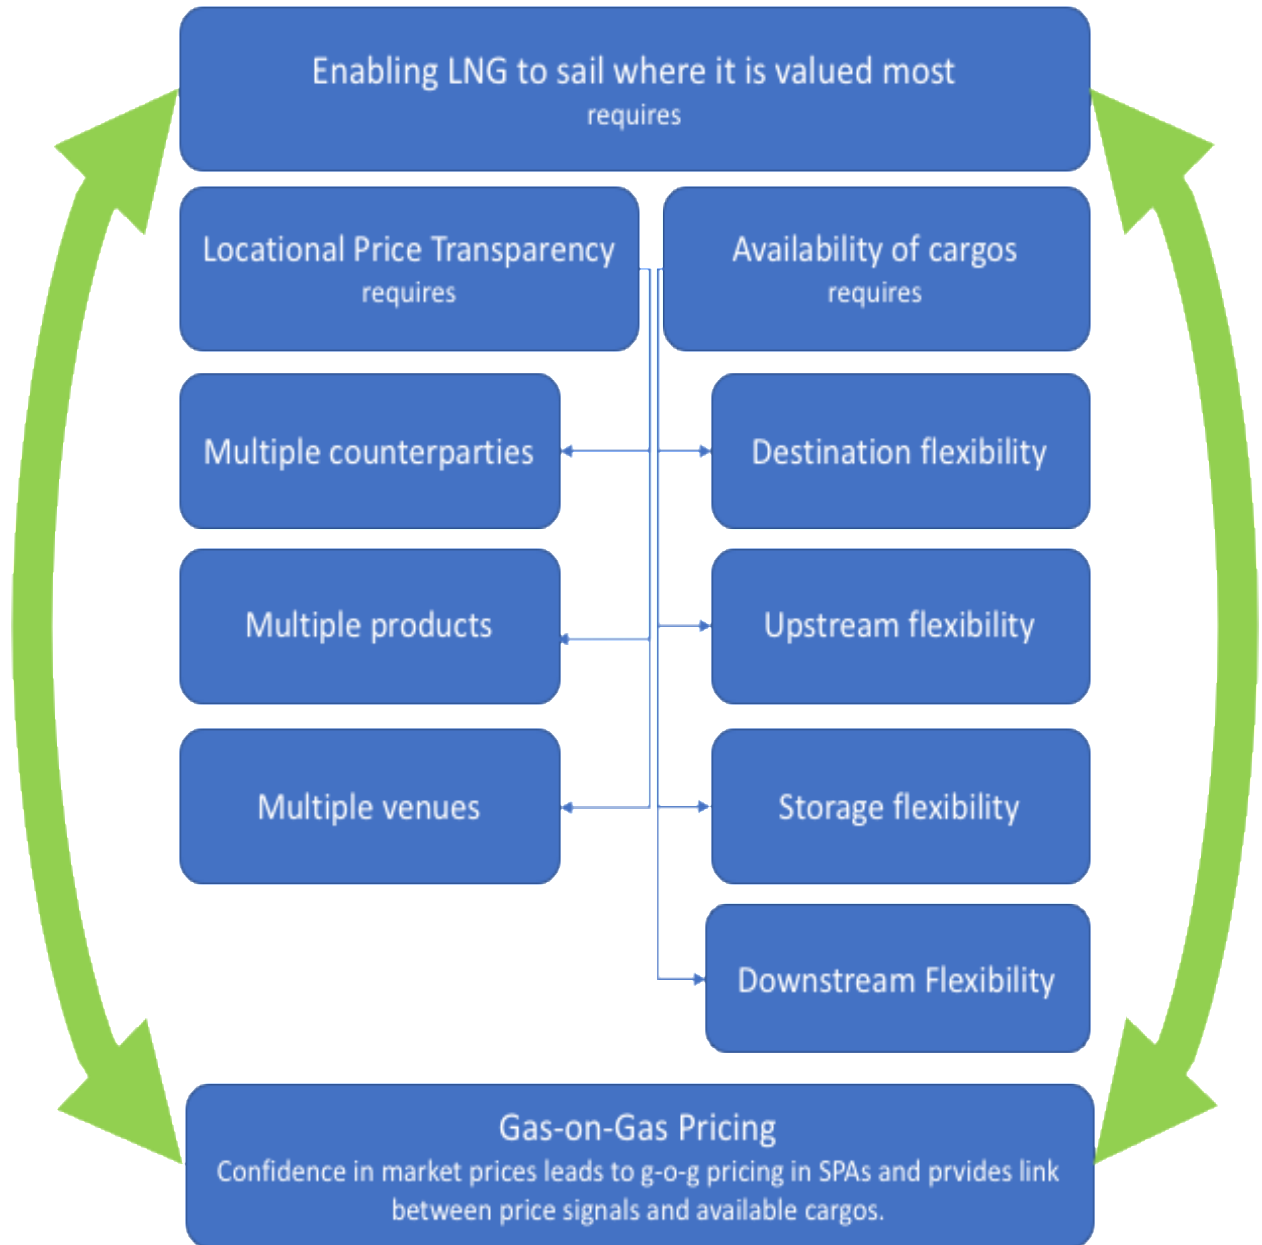 Enabling LNG to sail where it is valued most
requires
Locational Price Transparency
requires
Availability of cargos
requires
Multiple counterparties
Destination flexibility
Multiple products
Upstream flexibility
Multiple venues
Storage flexibility
Downstream Flexibility
Gas-on-Gas Pricing
Confidence in market prices leads to g-o-g pricing in SPAs and prvides link
between price signals and available cargos.